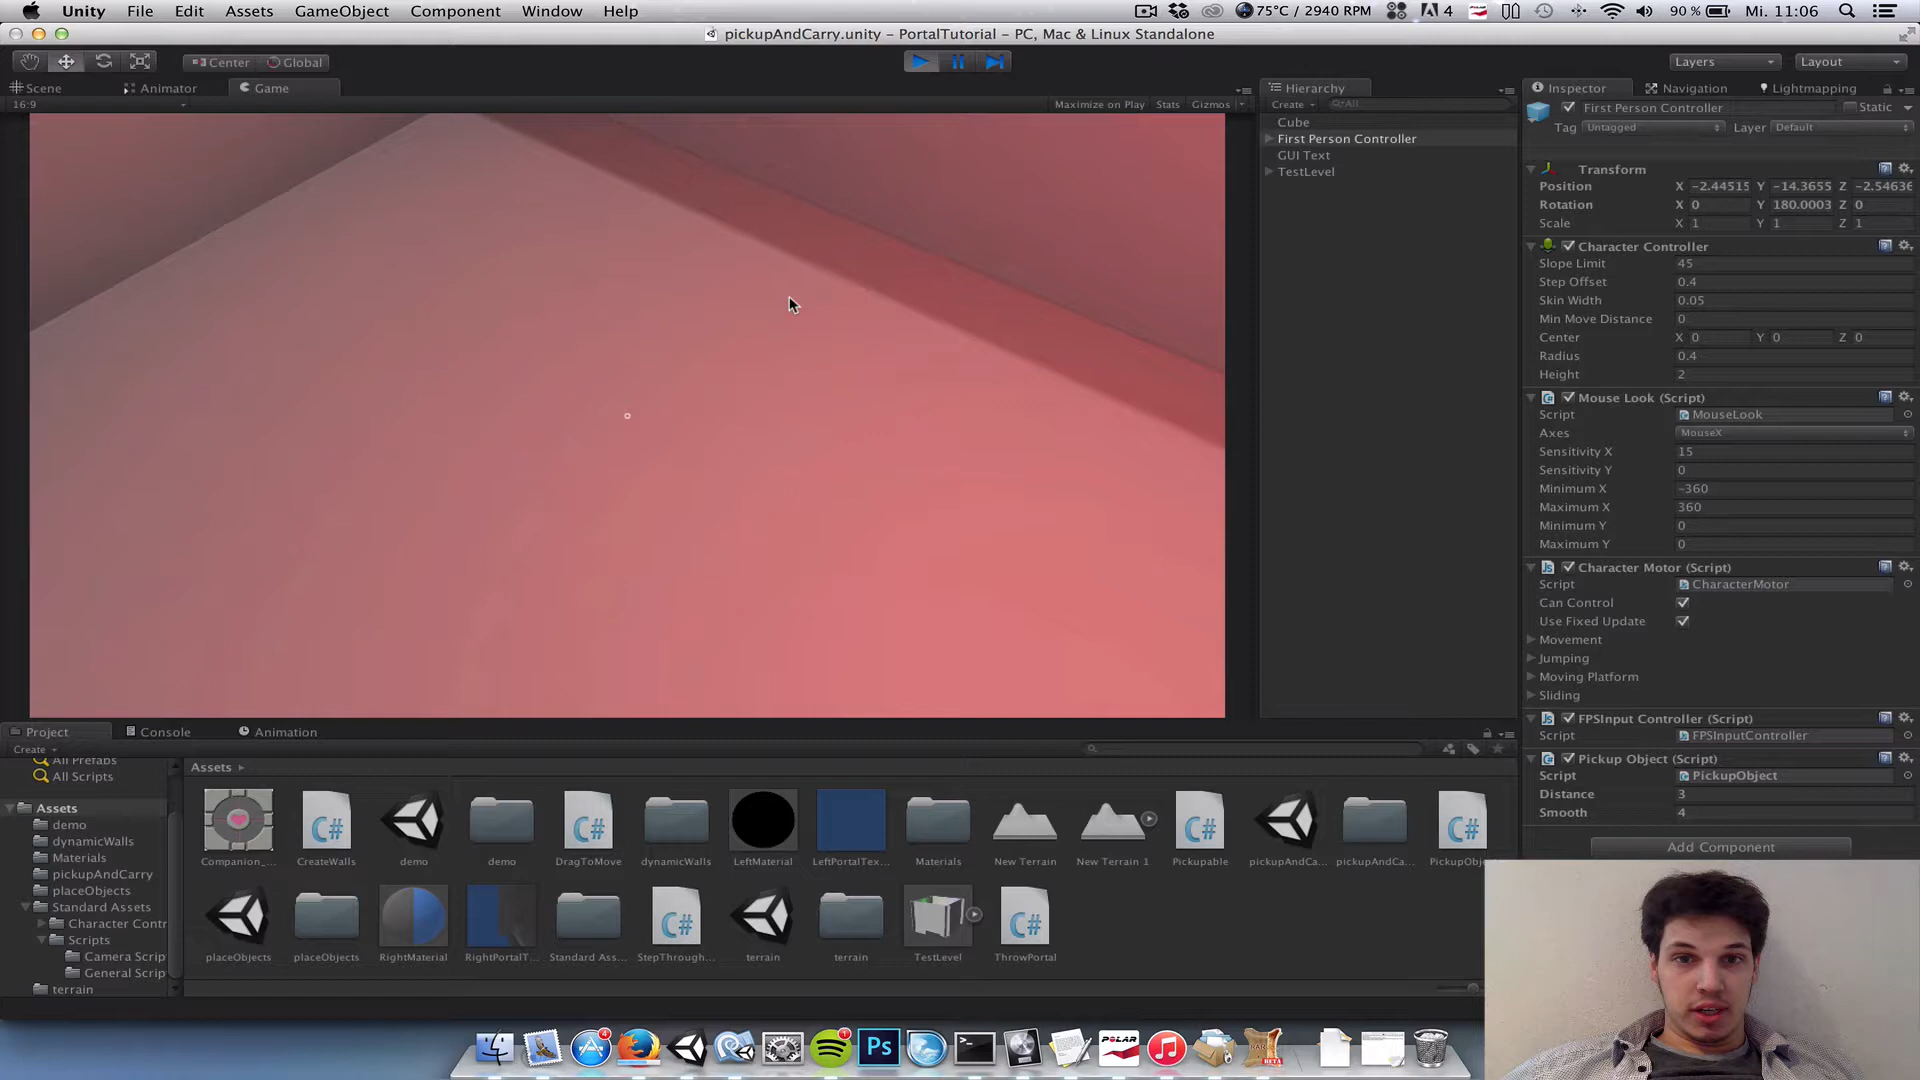 Unity File Edit Assets GameObject Component Window Help
75°C / 2940 RPM 4 90 % Mi. 11:06
pickupAndCarry.unity – PortalTutorial – PC, Mac & Linux Standalone
Center Global Layers Layout
Scene Animator Game
16:9 Maximize on Play Stats Gizmos
Hierarchy
Create All
Cube
First Person Controller
GUI Text
TestLevel
Inspector Navigation Lightmapping
First Person Controller Static
Tag Untagged Layer Default
Transform
Position X -2.44515 Y -14.3655 Z -2.54636
Rotation X 0 Y 180.0003 Z 0
Scale X 1 Y 1 Z 1
Character Controller
Slope Limit 45
Step Offset 0.4
Skin Width 0.05
Min Move Distance 0
Center X 0 Y 0 Z 0
Radius 0.4
Height 2
Mouse Look (Script)
Script MouseLook
Axes MouseX
Sensitivity X 15
Sensitivity Y 0
Minimum X -360
Maximum X 360
Minimum Y 0
Maximum Y 0
Character Motor (Script)
Script CharacterMotor
Can Control
Use Fixed Update
Movement
Jumping
Moving Platform
Sliding
FPSInput Controller (Script)
Script FPSInputController
Pickup Object (Script)
Script PickupObject
Distance 3
Smooth 4
Add Component
Project Console Animation
Create
All Prefabs
All Scripts
Assets
demo
dynamicWalls
Materials
pickupAndCarry
placeObjects
Standard Assets
Character Contr
Scripts
Camera Scrip
General Scrip
terrain
Assets
C# C# C# C#
Companion_... CreateWalls demo demo DragToMove dynamicWalls LeftMaterial LeftPortalTex... Materials New Terrain New Terrain 1 Pickupable pickupAndCa... pickupAndCa... PickupObj
C# C#
placeObjects placeObjects RightMaterial RightPortalT... Standard Ass... StepThrough... terrain terrain TestLevel ThrowPortal
4 1 Ps POLAR BETA